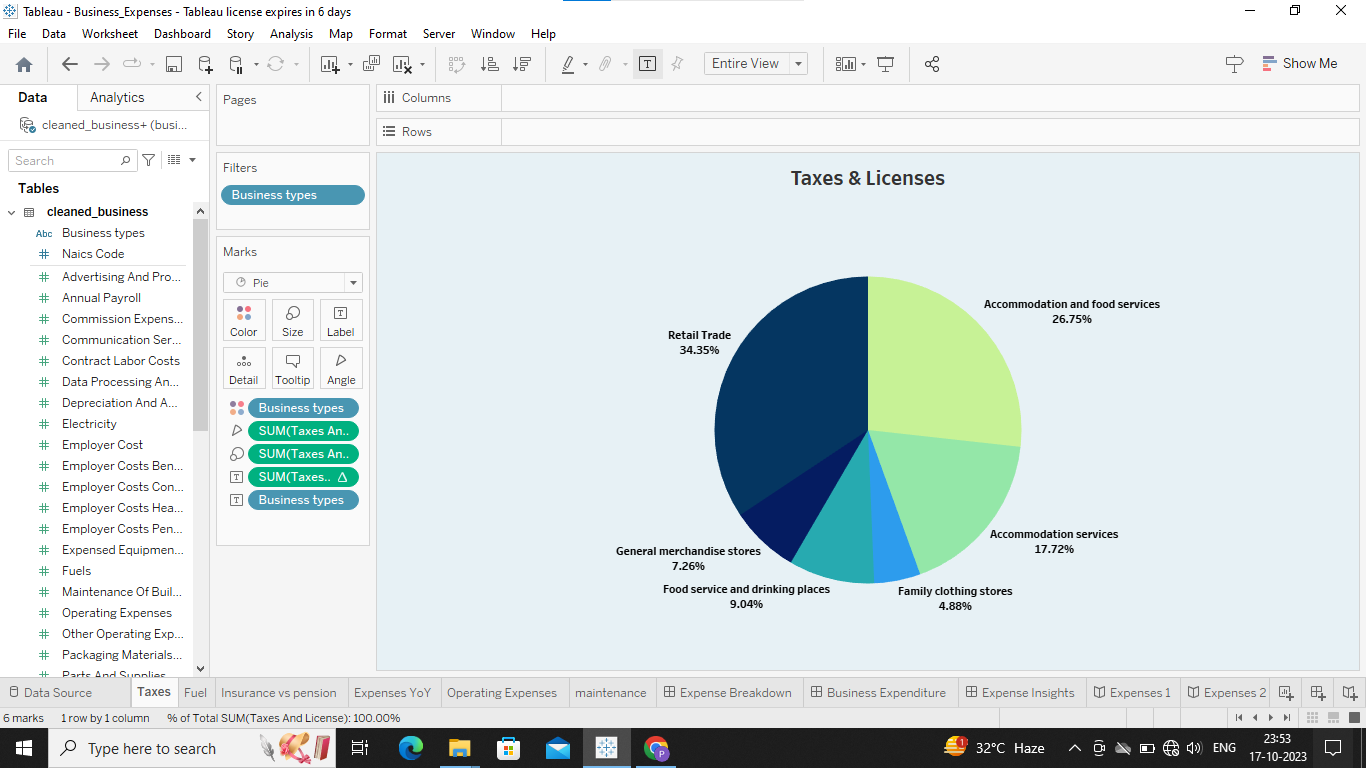 Tableau - Business_Expenses - Tableau license expires in 6 days
File Data Worksheet Dashboard Story Analysis Map Format Server Window Help
Entire View
Show Me
Data Analytics
cleaned_business+ (busi...
Search
Tables
cleaned_business
Abc Business types
Naics Code
Advertising And Pro...
Annual Payroll
Commission Expens...
Communication Ser...
Contract Labor Costs
Data Processing An...
Depreciation And A...
Electricity
Employer Cost
Employer Costs Ben...
Employer Costs Con...
Employer Costs Hea...
Employer Costs Pen...
Expensed Equipmen...
Fuels
Maintenance Of Buil...
Operating Expenses
Other Operating Exp...
Packaging Materials...
Parts And Supplies
Pages
Filters
Business types
Marks
Pie
Color Size Label
Detail Tooltip Angle
Business types
SUM(Taxes An..
SUM(Taxes An..
SUM(Taxes.. Δ
Business types
Columns
Rows
Taxes & Licenses
Accommodation and food services
26.75%
Retail Trade
34.35%
Accommodation services
17.72%
General merchandise stores
7.26%
Food service and drinking places
9.04%
Family clothing stores
4.88%
Data Source Taxes Fuel Insurance vs pension Expenses YoY Operating Expenses maintenance Expense Breakdown Business Expenditure Expense Insights Expenses 1 Expenses 2
6 marks 1 row by 1 column % of Total SUM(Taxes And License): 100.00%
Type here to search
1
P
32°C Haze
ENG
23:53
17-10-2023